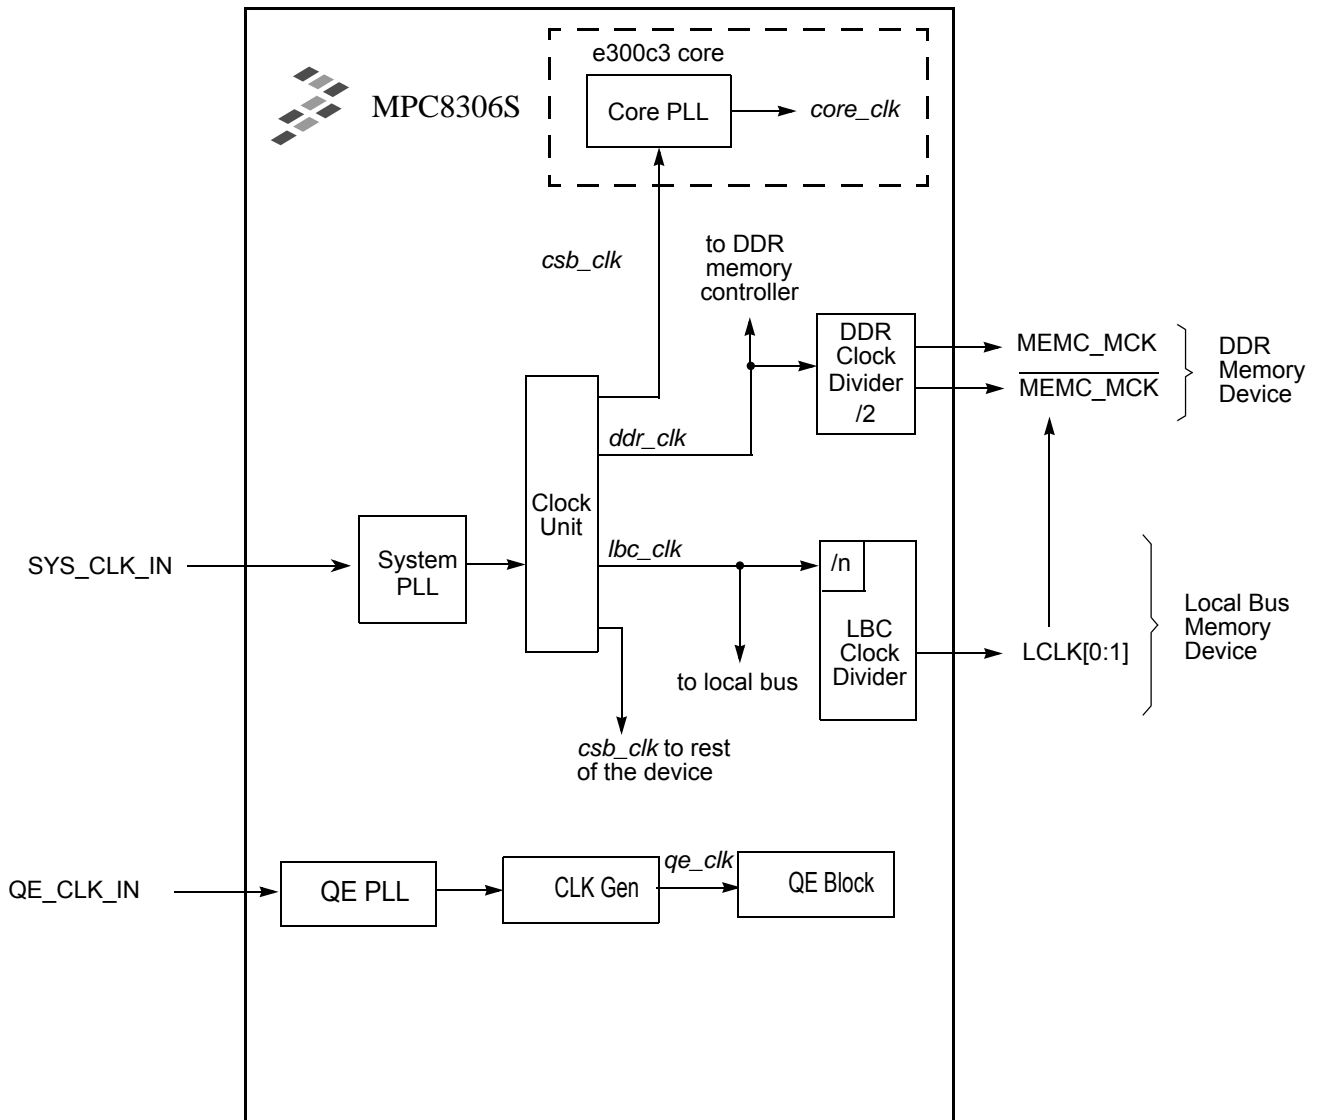 e300c3 core
MPC8306S
Core PLL
core_clk
csb_clk
to DDR
memory
controller
DDR
Clock
Divider
/2
MEMC_MCK
MEMC_MCK
DDR
Memory
Device
ddr_clk
Clock
Unit
SYS_CLK_IN
System
PLL
lbc_clk
/n
LBC
Clock
Divider
LCLK[0:1]
Local Bus
Memory
Device
to local bus
csb_clk to rest
of the device
QE_CLK_IN
QE PLL
CLK Gen
qe_clk
QE Block